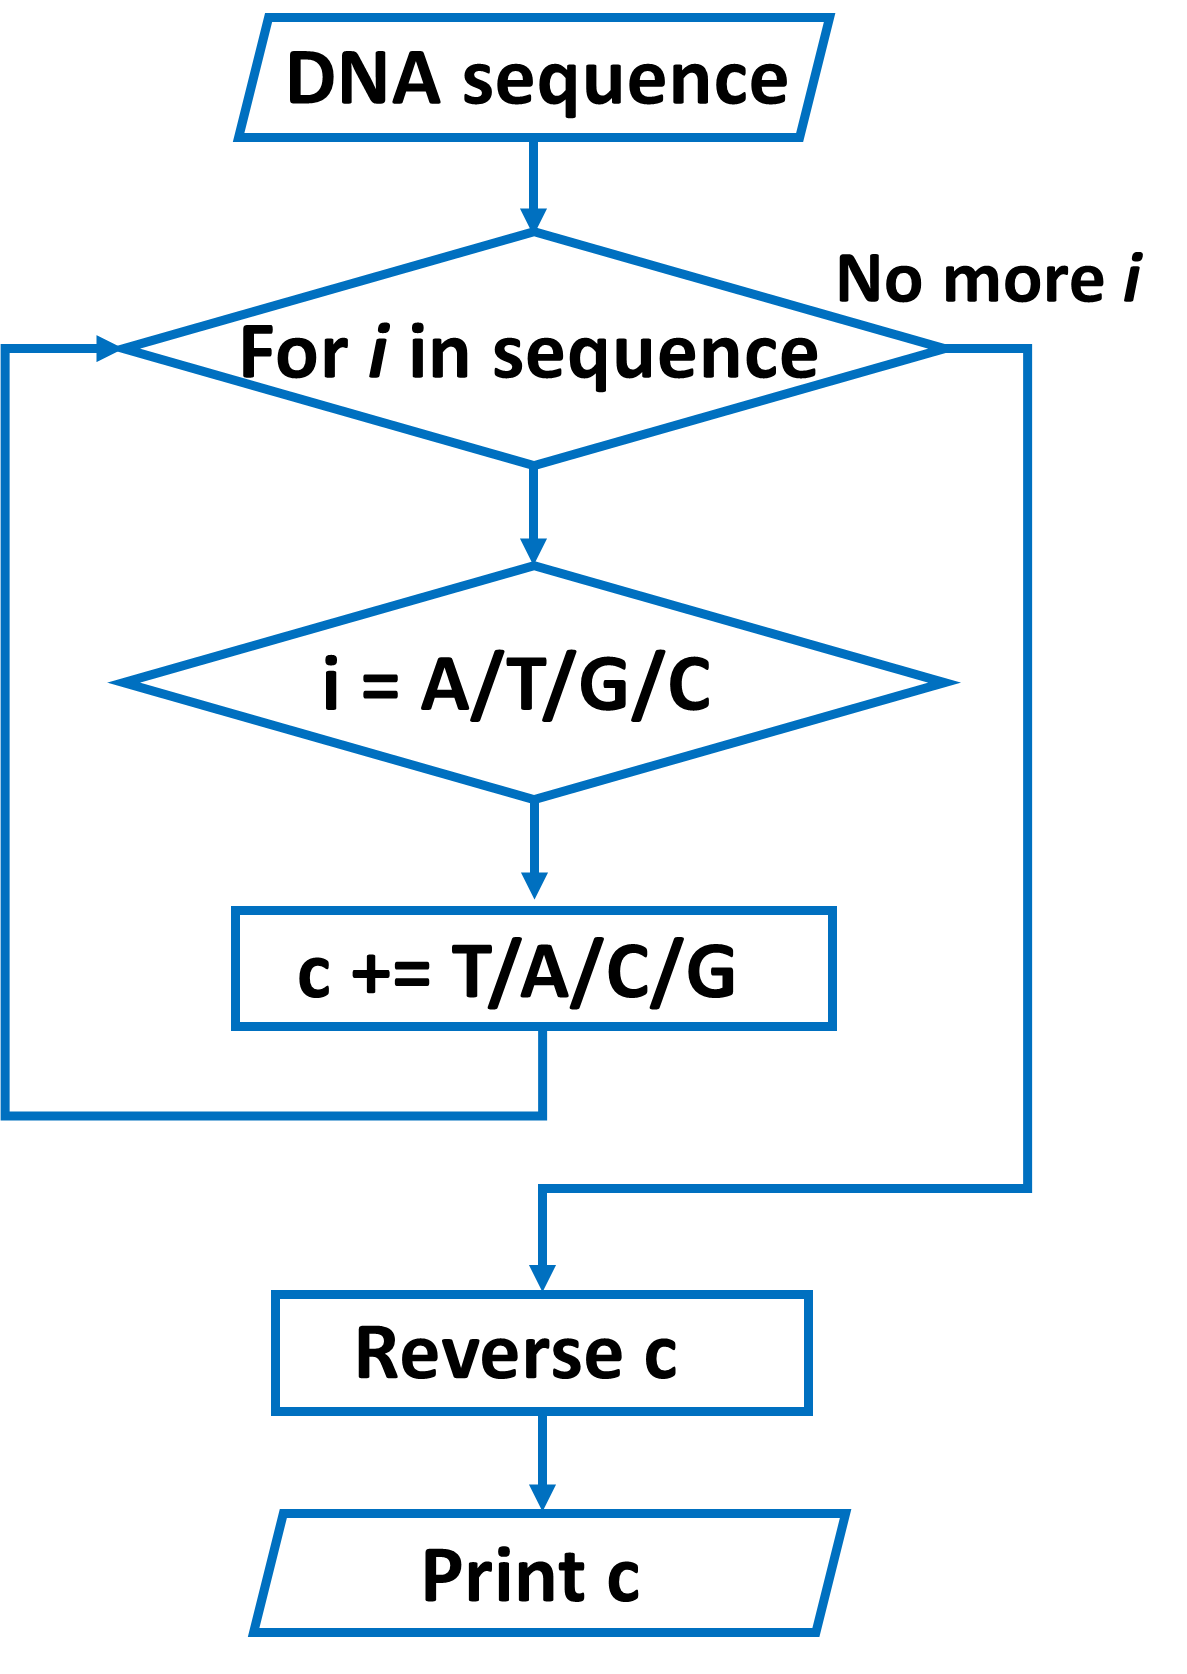 DNA sequence
No more i
For i in sequence
i = A/T/G/C
c += T/A/C/G
Reverse c
Print c